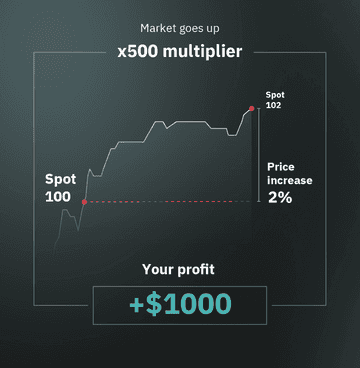 Market goes up
x500 multiplier
Spot
102
Price
increase
2%
Spot
100
Your profit
+$1000